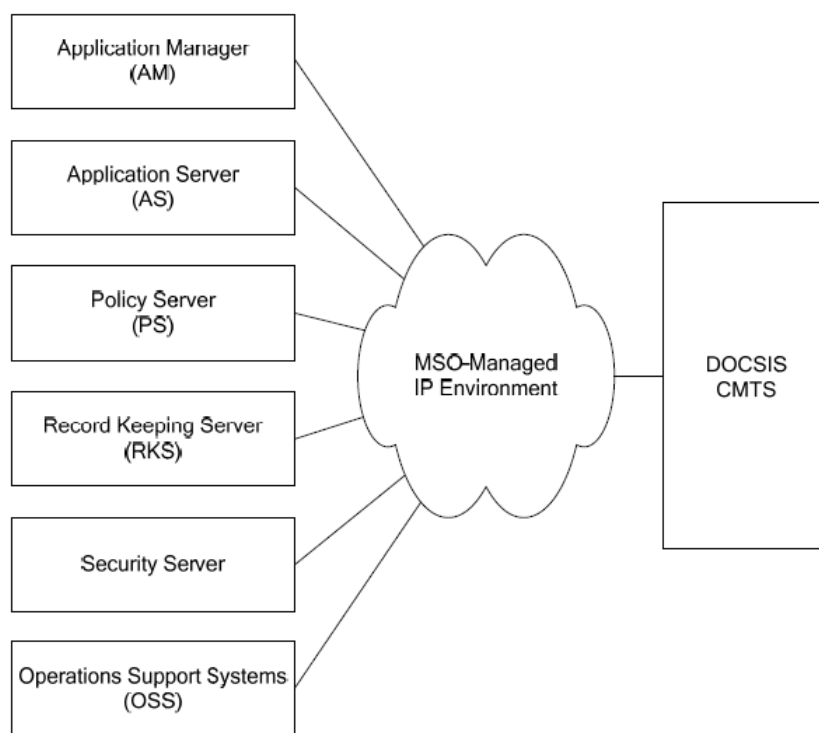 Application Manager
(AM)
Application Server
(AS)
Policy Server
(PS)
Record Keeping Server
(RKS)
Security Server
Operations Support Systems
(OSS)
MSO-Managed
IP Environment
DOCSIS
CMTS